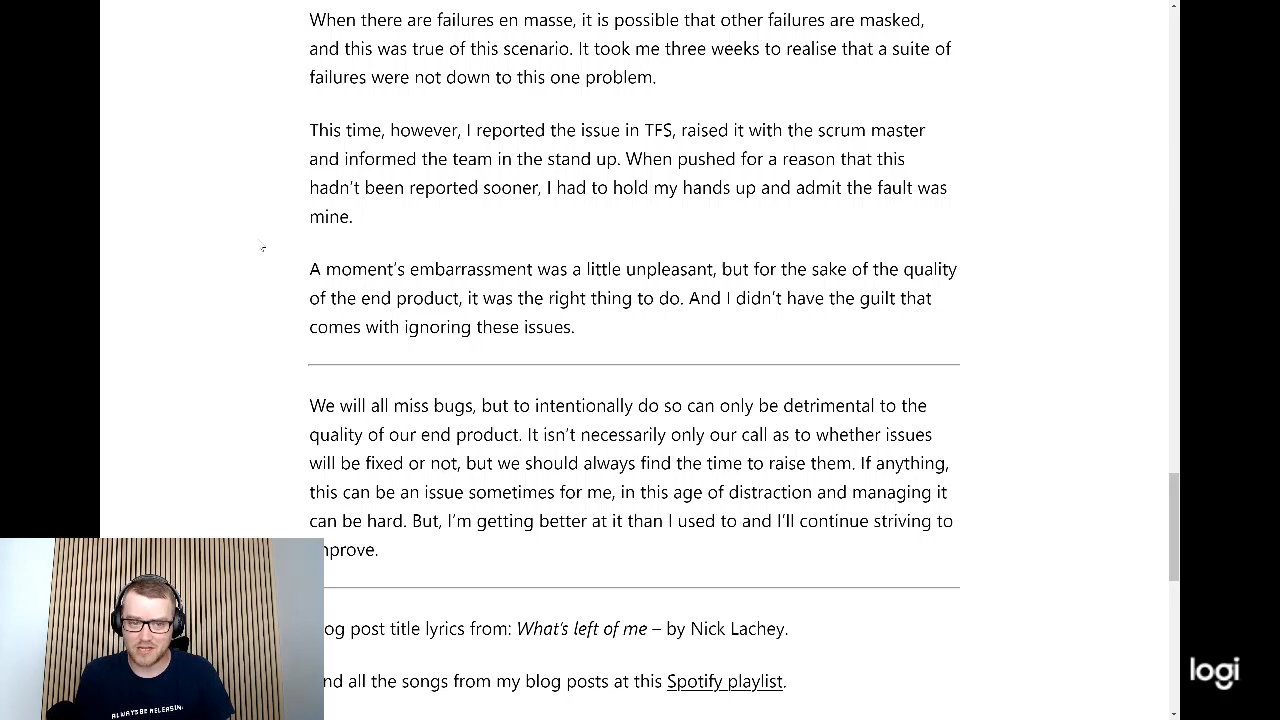 When there are failures en masse, it is possible that other failures are masked,
and this was true of this scenario. It took me three weeks to realise that a suite of
failures were not down to this one problem.
This time, however, I reported the issue in TFS, raised it with the scrum master
and informed the team in the stand up. When pushed for a reason that this
hadn't been reported sooner, I had to hold my hands up and admit the fault was
mine.
A moment's embarrassment was a little unpleasant, but for the sake of the quality
of the end product, it was the right thing to do. And I didn't have the guilt that
comes with ignoring these issues.
We will all miss bugs, but to intentionally do so can only be detrimental to the
quality of our end product. It isn't necessarily only our call as to whether issues
will be fixed or not, but we should always find the time to raise them. If anything,
this can be an issue sometimes for me, in this age of distraction and managing it
can be hard. But, I'm getting better at it than I used to and I'll continue striving to
nprove.
og post title lyrics from: What's left of me – by Nick Lachey.
nd all the songs from my blog posts at this Spotify playlist.
ALWAYS BE RELEASING
logi